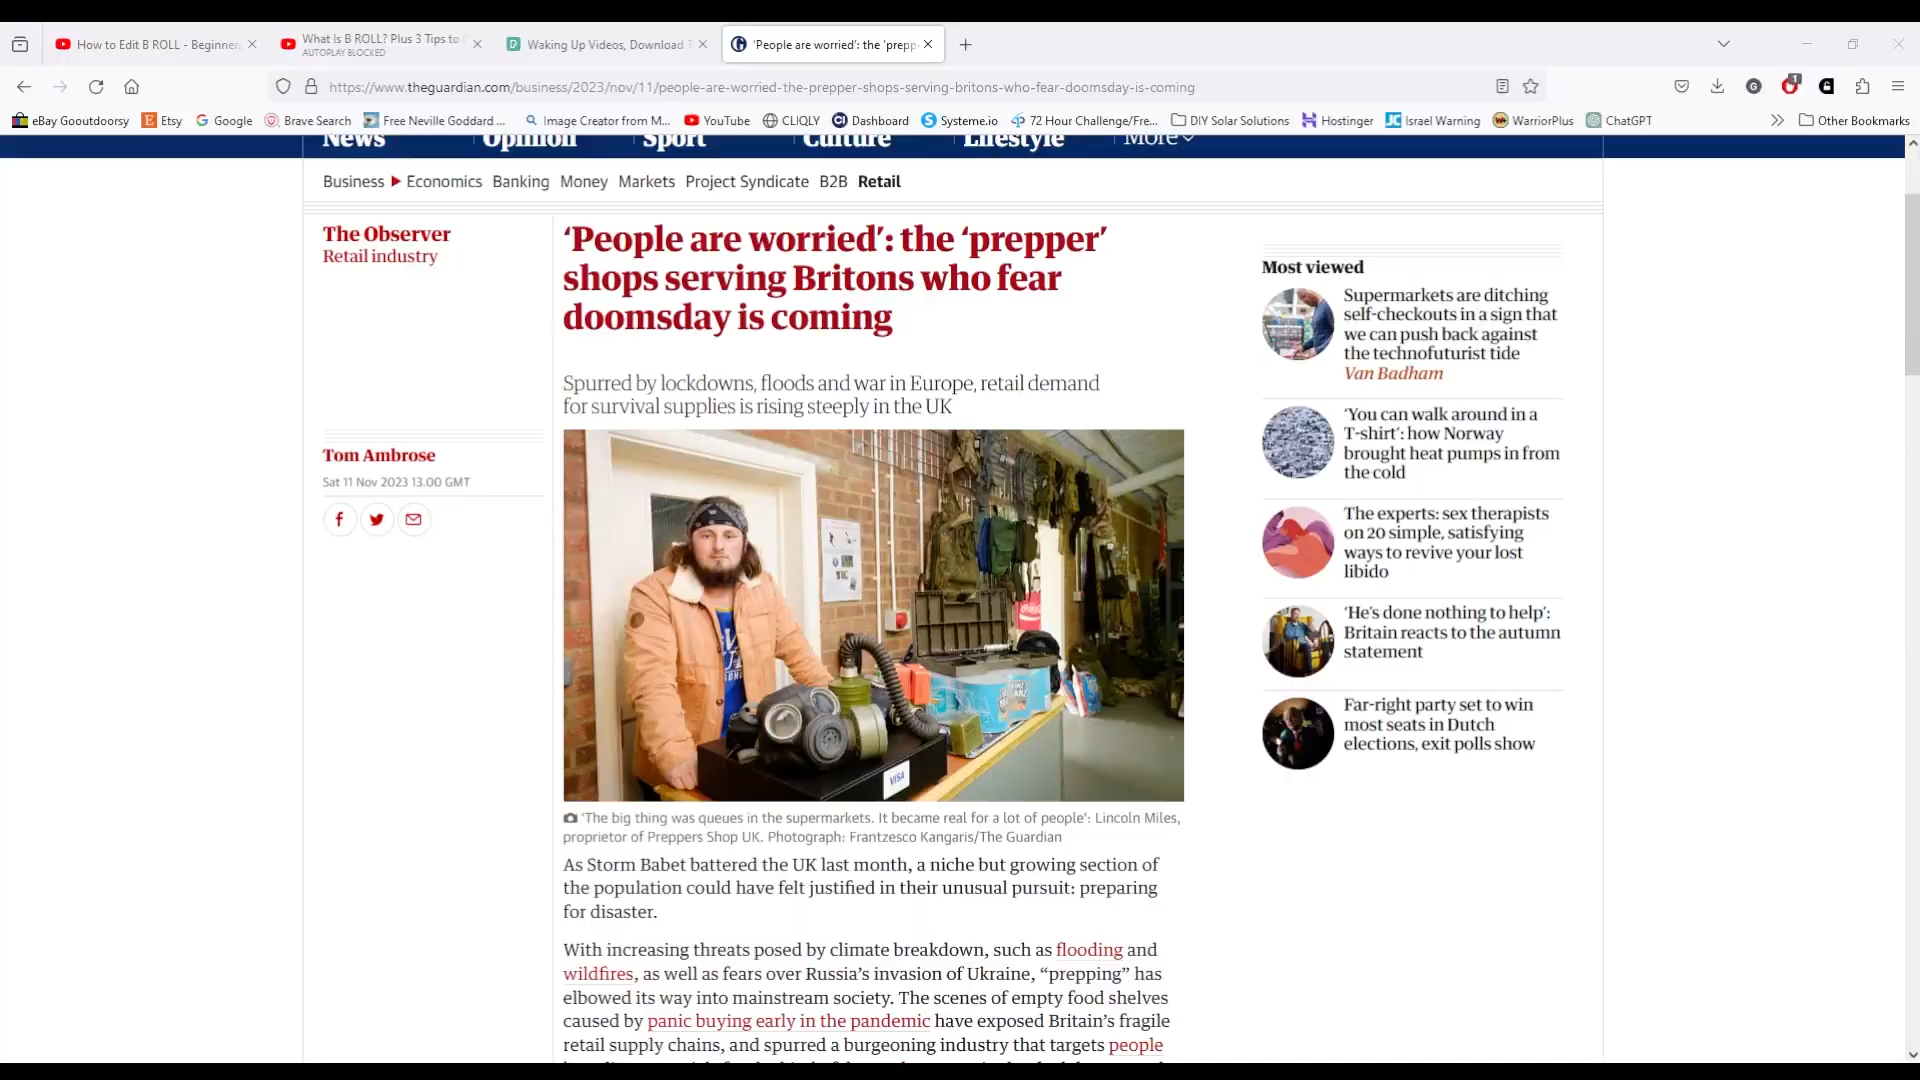 How to Edit B ROLL - Beginners
What Is B ROLL? Plus 3 Tips to
AUTOPLAY BLOCKED
Waking Up Videos, Download
'People are worried': the 'prepp
https://www.theguardian.com/business/2023/nov/11/people-are-worried-the-prepper-shops-serving-britons-who-fear-doomsday-is-coming
1
eBay Gooutdoorsy
Etsy
Google
Brave Search
Free Neville Goddard ...
Image Creator from M...
YouTube
CLIQLY
Dashboard
Systeme.io
72 Hour Challenge/Fre...
DIY Solar Solutions
Hostinger
Israel Warning
WarriorPlus
ChatGPT
Other Bookmarks
News
Opinion
Sport
Culture
Lifestyle
More
Business
Economics
Banking
Money
Markets
Project Syndicate
B2B
Retail
The Observer
Retail industry
‘People are worried’: the ‘prepper’
shops serving Britons who fear
doomsday is coming
Spurred by lockdowns, floods and war in Europe, retail demand
for survival supplies is rising steeply in the UK
Tom Ambrose
Sat 11 Nov 2023 13.00 GMT
VISA
‘The big thing was queues in the supermarkets. It became real for a lot of people’: Lincoln Miles,
proprietor of Preppers Shop UK. Photograph: Frantzesco Kangaris/The Guardian
As Storm Babet battered the UK last month, a niche but growing section of
the population could have felt justified in their unusual pursuit: preparing
for disaster.
With increasing threats posed by climate breakdown, such as flooding and
wildfires, as well as fears over Russia’s invasion of Ukraine, “prepping” has
elbowed its way into mainstream society. The scenes of empty food shelves
caused by panic buying early in the pandemic have exposed Britain’s fragile
retail supply chains, and spurred a burgeoning industry that targets people
Most viewed
Supermarkets are ditching
self-checkouts in a sign that
we can push back against
the technofuturist tide
Van Badham
‘You can walk around in a
T-shirt’: how Norway
brought heat pumps in from
the cold
The experts: sex therapists
on 20 simple, satisfying
ways to revive your lost
libido
‘He’s done nothing to help’:
Britain reacts to the autumn
statement
Far-right party set to win
most seats in Dutch
elections, exit polls show